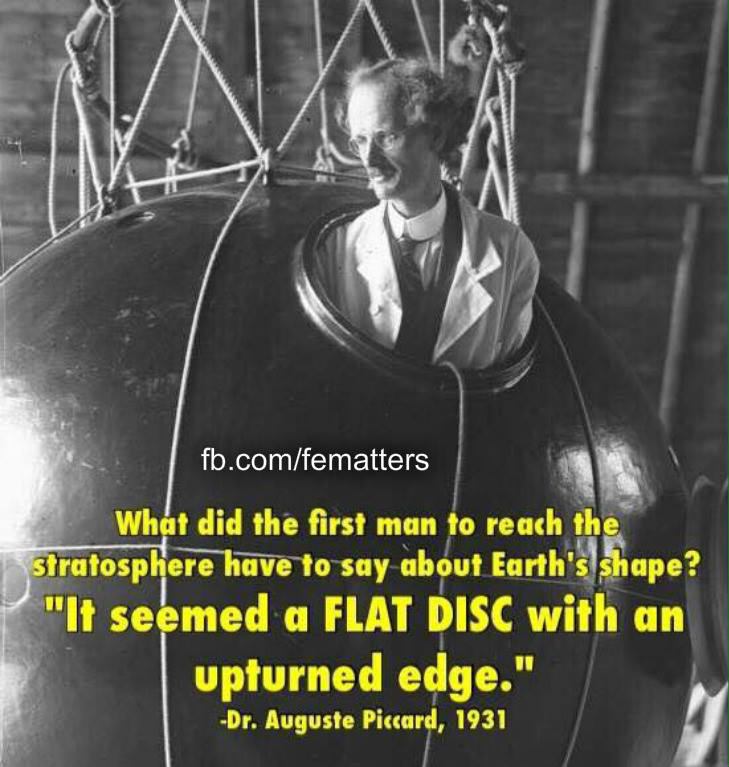 fb.com/fematters
What did the first man to reach the
stratosphere have to say about Earth's shape?
"It seemed a FLAT DISC with an
upturned edge."
-Dr. Auguste Piccard, 1931